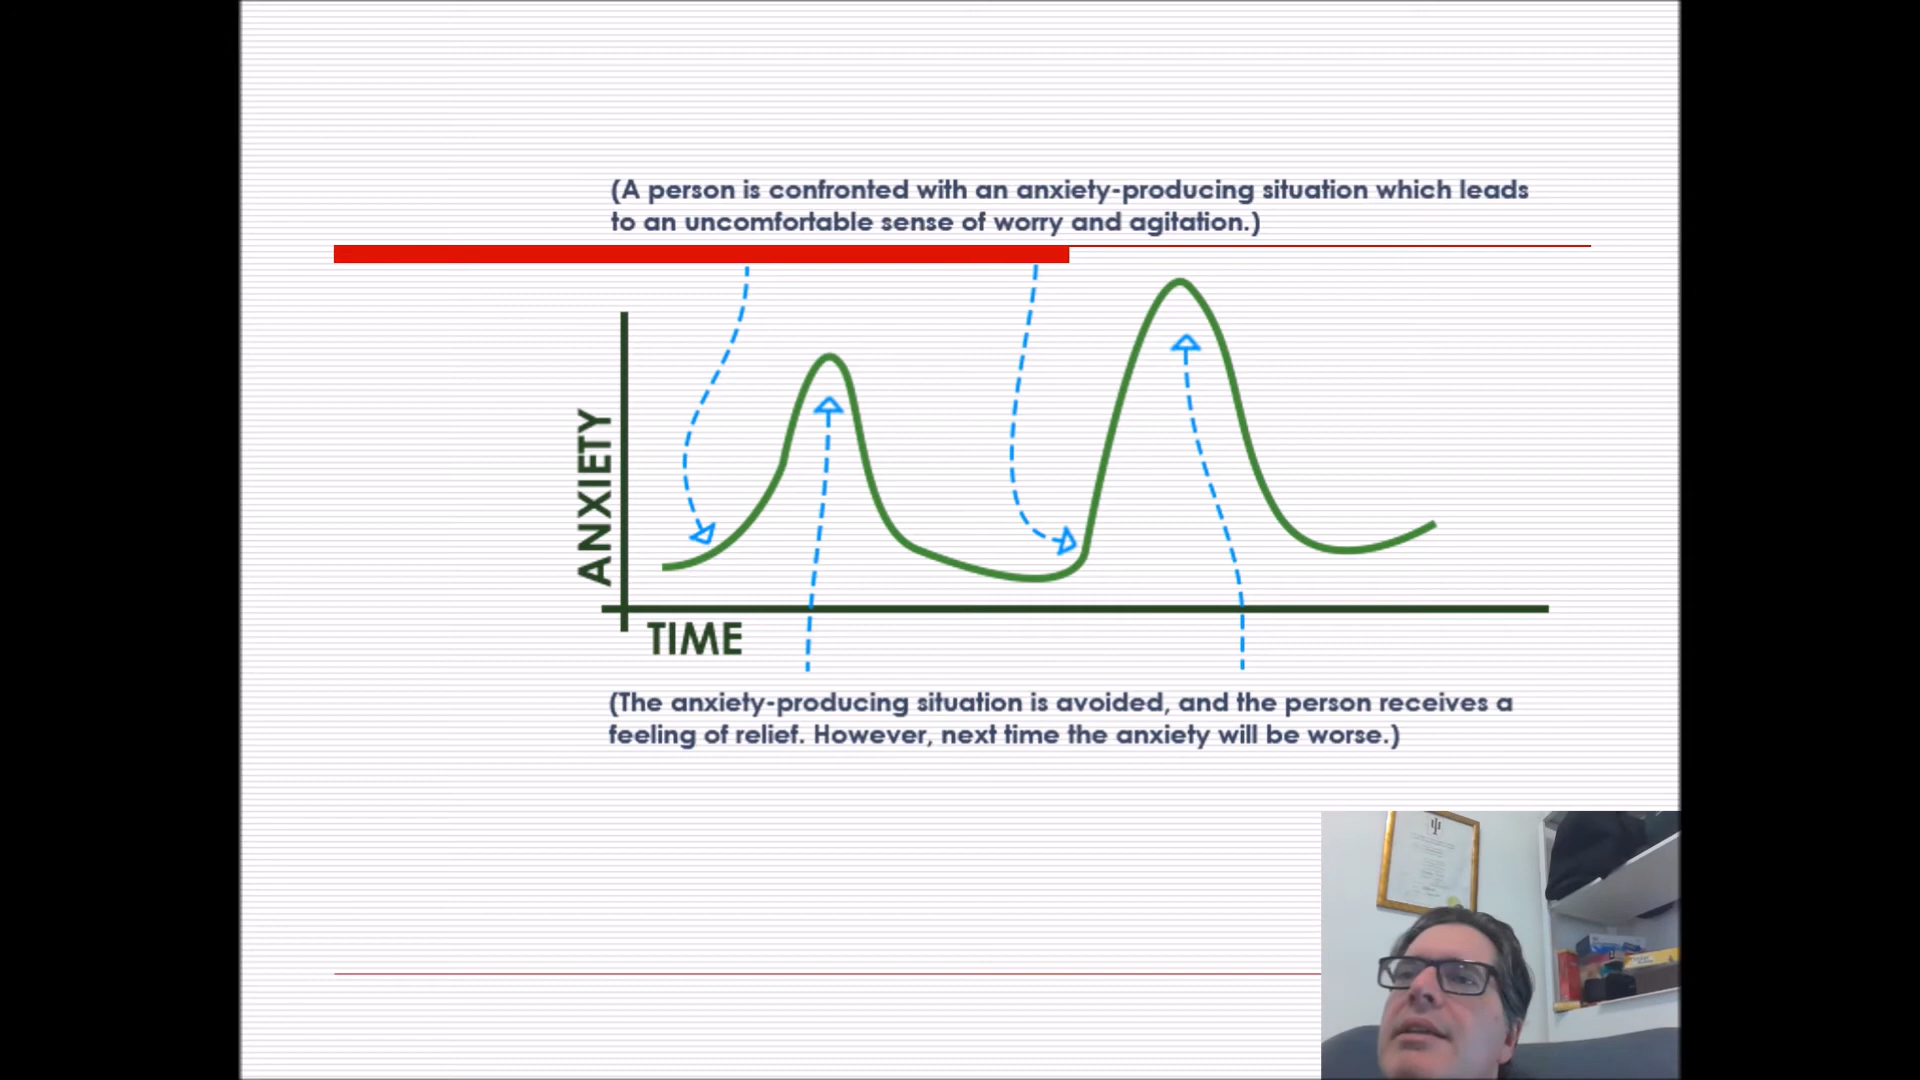 (A person is confronted with an anxiety-producing situation which leads
to an uncomfortable sense of worry and agitation.)
ANXIETY
TIME
(The anxiety-producing situation is avoided, and the person receives a
feeling of relief. However, next time the anxiety will be worse.)